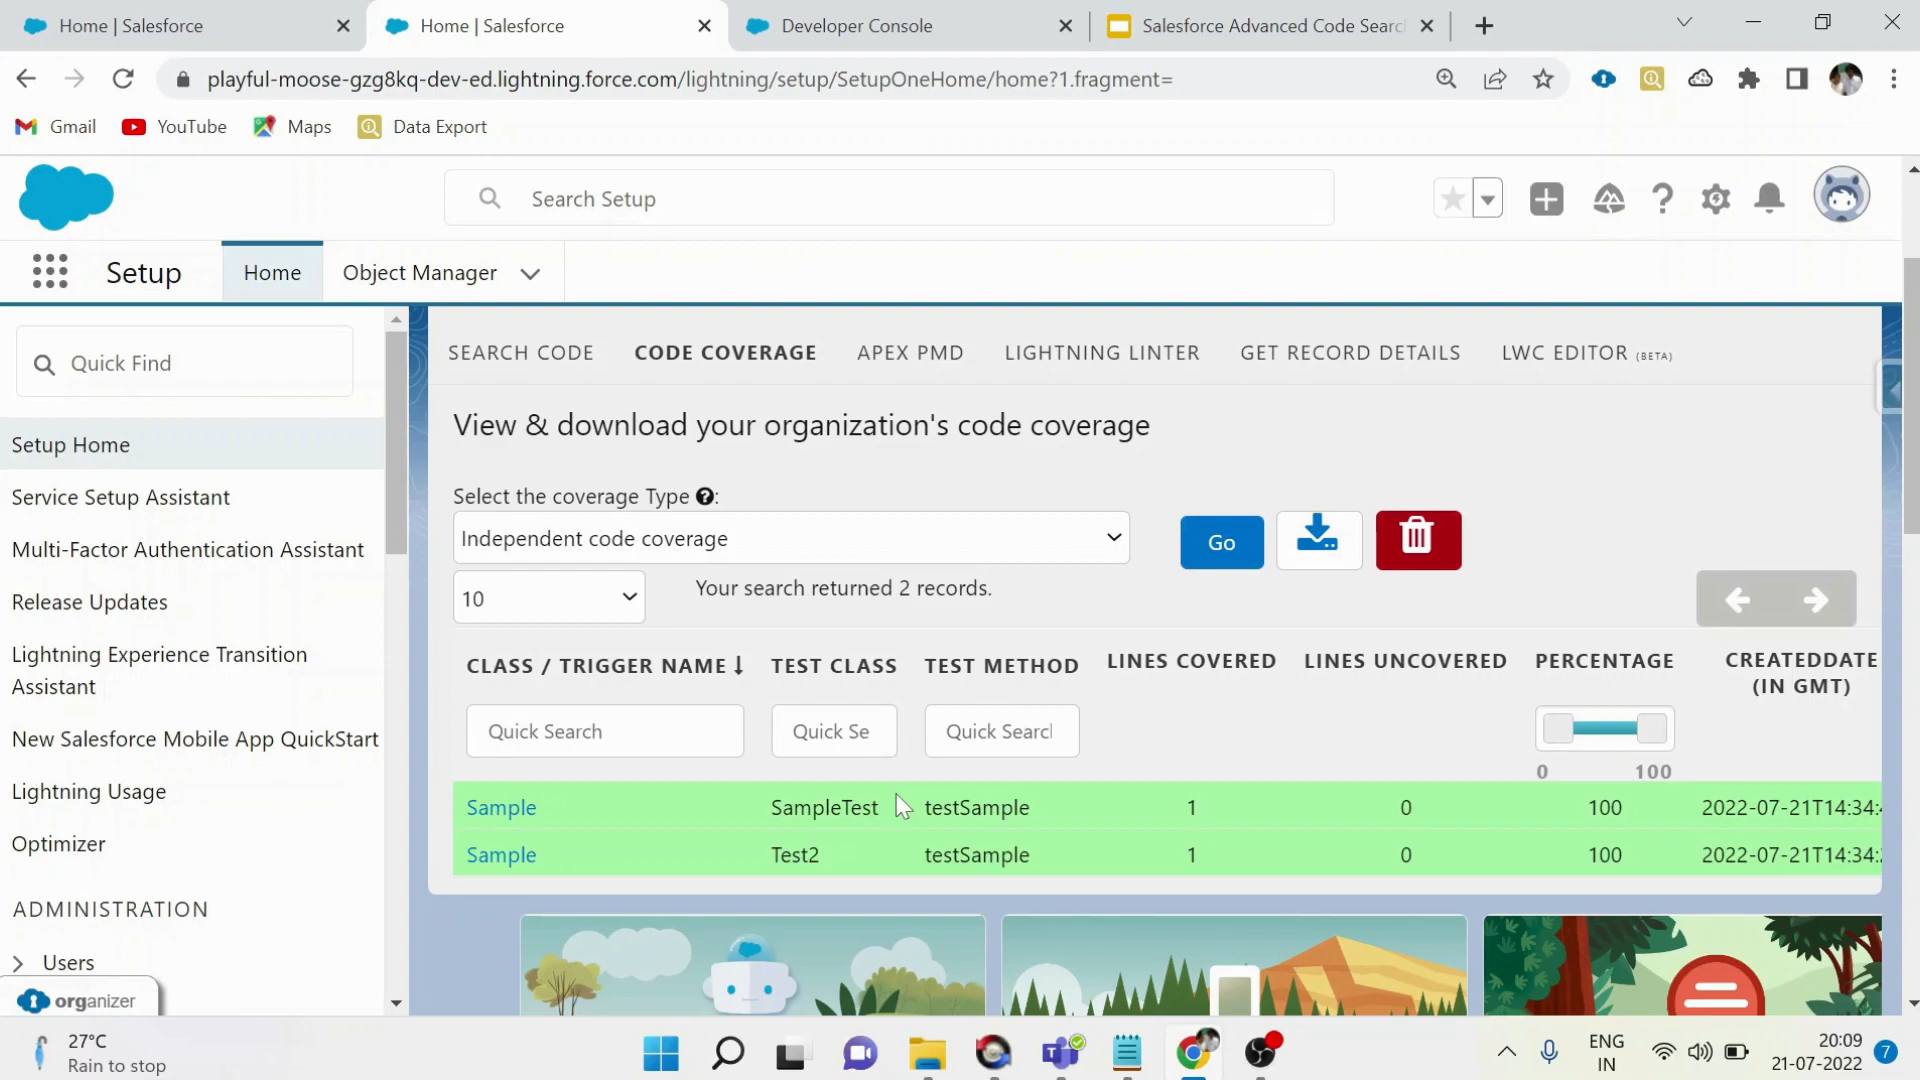 Home | Salesforce
Home | Salesforce
Developer Console
Salesforce Advanced Code Searc
playful-moose-gzg8kq-dev-ed.lightning.force.com/lightning/setup/SetupOneHome/home?1.fragment=
Gmail
YouTube
Maps
Data Export
Search Setup
Setup
Home
Object Manager
Quick Find
Setup Home
Service Setup Assistant
Multi-Factor Authentication Assistant
Release Updates
Lightning Experience Transition
Assistant
New Salesforce Mobile App QuickStart
Lightning Usage
Optimizer
ADMINISTRATION
Users
organizer
SEARCH CODE
CODE COVERAGE
APEX PMD
LIGHTNING LINTER
GET RECORD DETAILS
LWC EDITOR (BETA)
View & download your organization's code coverage
Select the coverage Type ?:
Independent code coverage
Go
10
Your search returned 2 records.
CLASS / TRIGGER NAME ↓ TEST CLASS TEST METHOD LINES COVERED LINES UNCOVERED PERCENTAGE CREATEDDATE
(IN GMT)
Quick Search Quick Se Quick Search
0 100
Sample SampleTest testSample 1 0 100 2022-07-21T14:34:
Sample Test2 testSample 1 0 100 2022-07-21T14:34:
27°C
Rain to stop
ENG
IN
20:09
21-07-2022
7